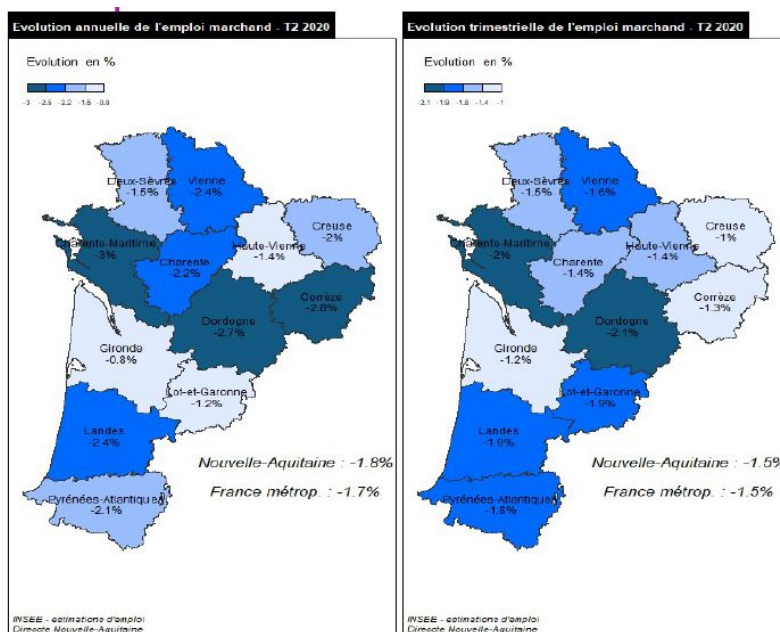 Evolution annuelle de l'emploi marchand - T2 2020
Evolution en %
-3 -2.6 -2.2 -1.5 -0.8
Deux-Sèvres
-1.5%
Vienne
-2.4%
Charente-Maritime
-3%
Charente
-2.2%
Haute-Vienne
-1.4%
Creuse
-2%
Corrèze
-2.8%
Dordogne
-2.7%
Gironde
-0.8%
Lot-et-Garonne
-1.2%
Landes
-2.4%
Pyrénées-Atlantiques
-2.1%
Nouvelle-Aquitaine : -1.8%
France métrop. : -1.7%
INSEE - estimations d'emploi
Direccte Nouvelle-Aquitaine
Evolution trimestrielle de l'emploi marchand - T2 2020
Evolution en %
-2.1 -1.9 -1.6 -1.4 -1
Deux-Sèvres
-1.5%
Vienne
-1.6%
Charente-Maritime
-2%
Charente
-1.4%
Haute-Vienne
-1.4%
Creuse
-1%
Corrèze
-1.3%
Dordogne
-2.1%
Gironde
-1.2%
Lot-et-Garonne
-1.9%
Landes
-1.9%
Pyrénées-Atlantiques
-1.8%
Nouvelle-Aquitaine : -1.5%
France métrop. : -1.5%
INSEE - estimations d'emploi
Direccte Nouvelle-Aquitaine